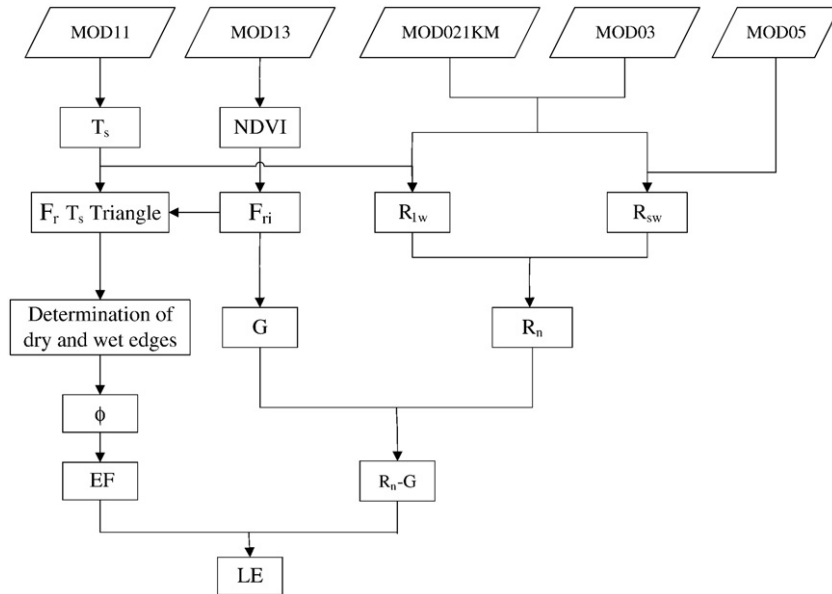 MOD11
MOD13
MOD021KM
MOD03
MOD05
Ts
NDVI
Fr Ts Triangle
Fri
Rlw
Rsw
Determination of
dry and wet edges
G
Rn
ϕ
EF
Rn-G
LE